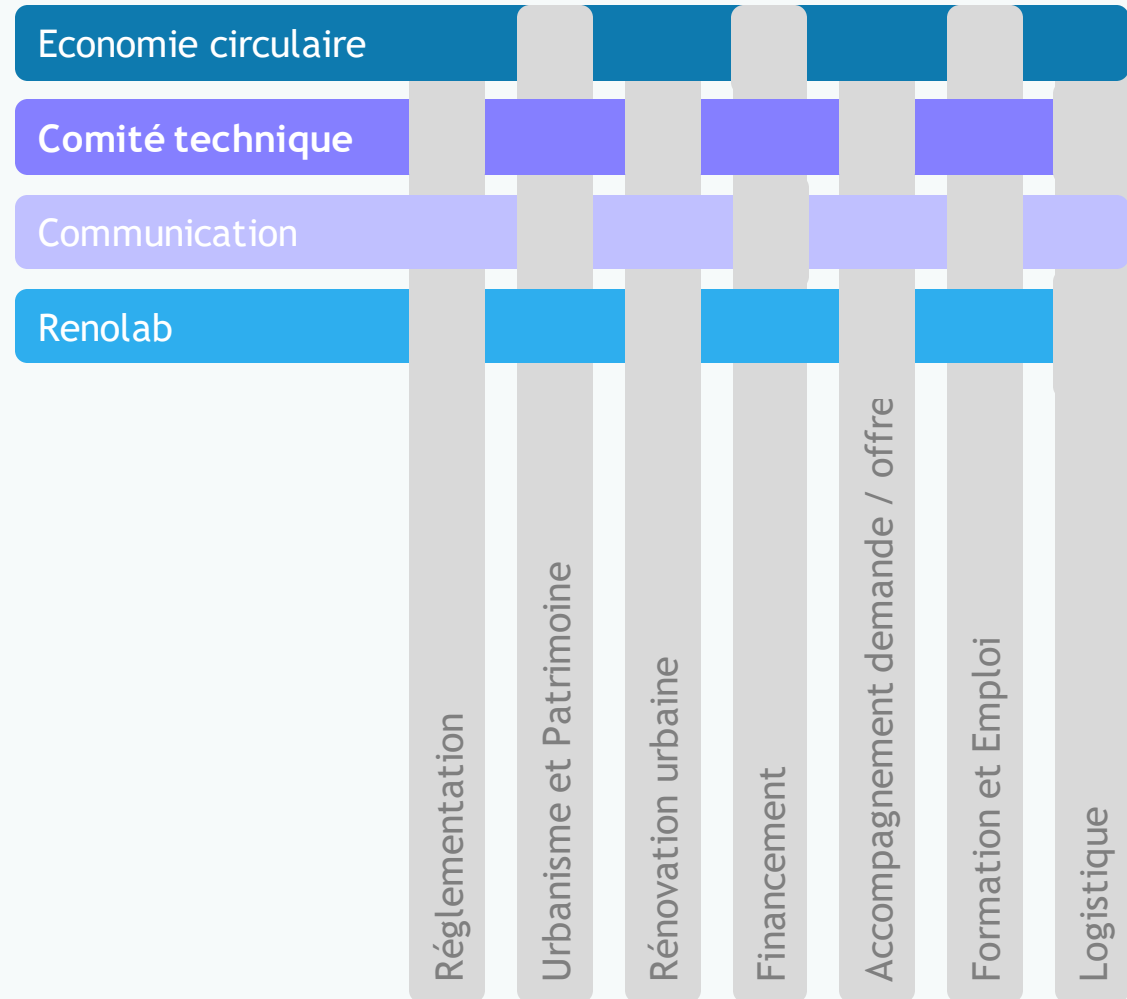 Economie circulaire
Comité technique
Communication
Renolab
Réglementation
Urbanisme et Patrimoine
Rénovation urbaine
Financement
Accompagnement demande / offre
Formation et Emploi
Logistique